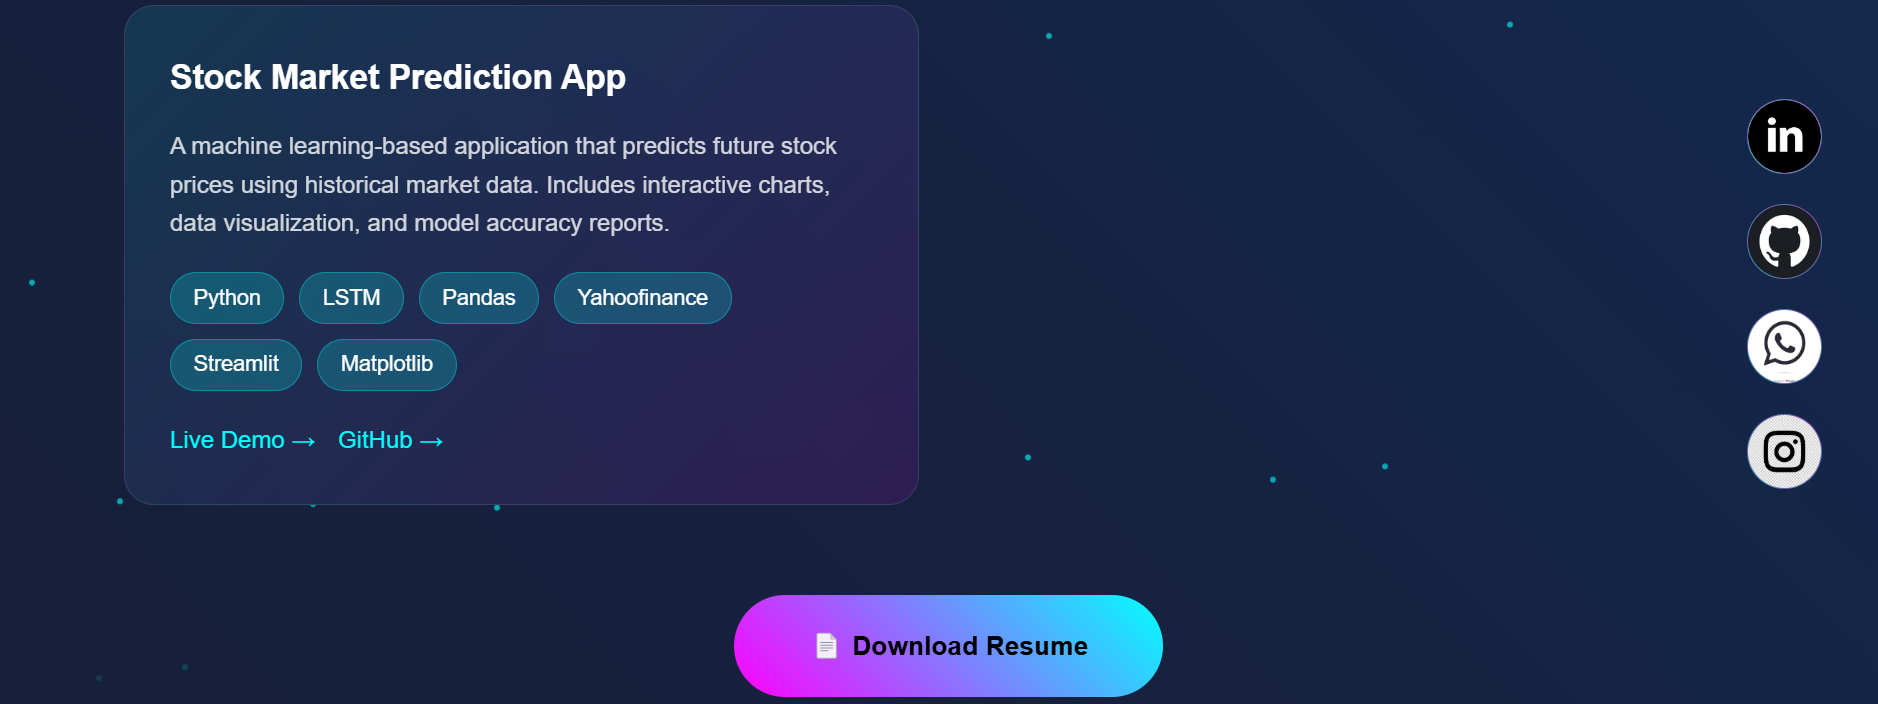 Stock Market Prediction App
A machine learning-based application that predicts future stock
prices using historical market data. Includes interactive charts,
data visualization, and model accuracy reports.
Python LSTM Pandas Yahoofinance
Streamlit Matplotlib
Live Demo → GitHub →
in
Download Resume